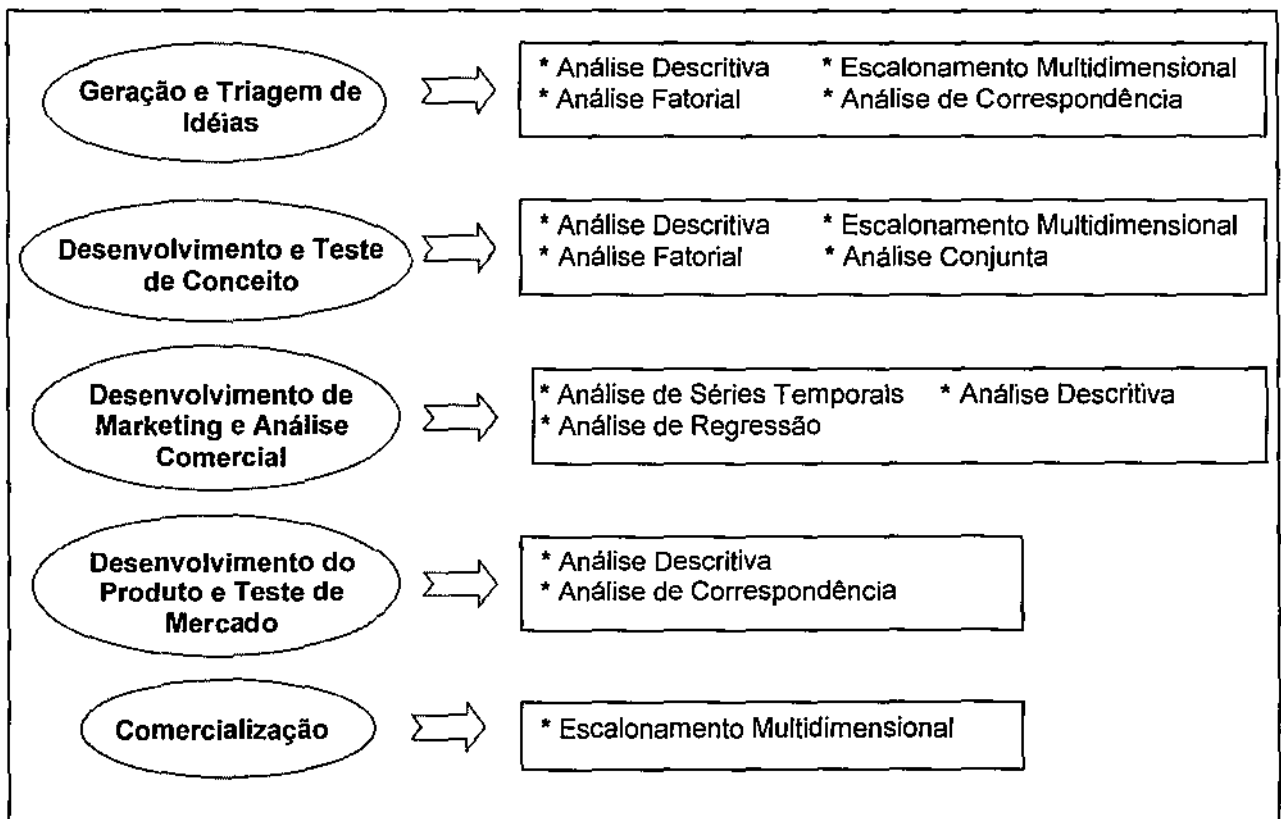 Geração e Triagem de
Idéias
* Análise Descritiva * Escalonamento Multidimensional
* Análise Fatorial * Análise de Correspondência
Desenvolvimento e Teste
de Conceito
* Análise Descritiva * Escalonamento Multidimensional
* Análise Fatorial * Análise Conjunta
Desenvolvimento de
Marketing e Análise
Comercial
* Análise de Séries Temporais * Análise Descritiva
* Análise de Regressão
Desenvolvimento do
Produto e Teste de
Mercado
* Análise Descritiva
* Análise de Correspondência
Comercialização
* Escalonamento Multidimensional